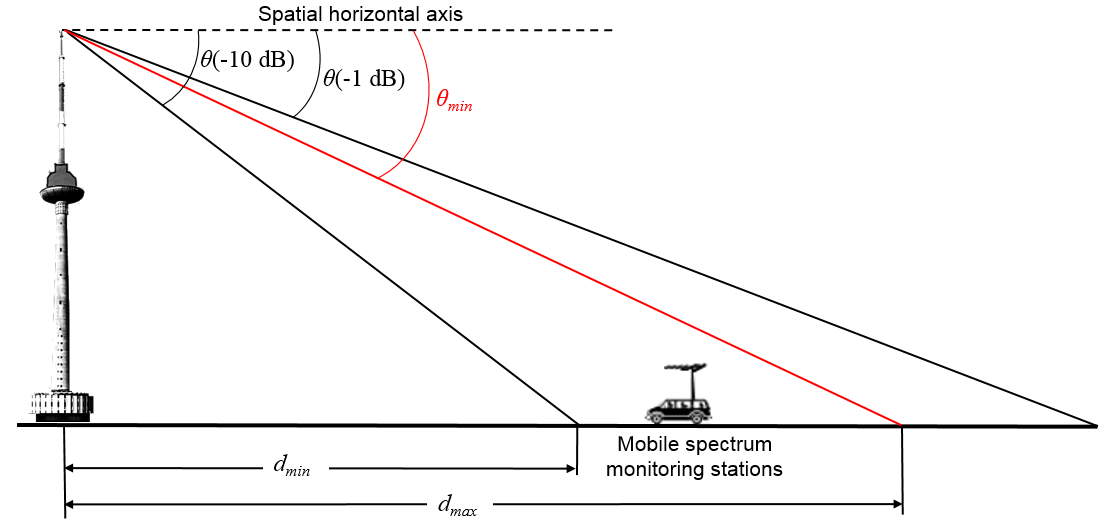 Spatial horizontal axis
θ(-10 dB)
θ(-1 dB)
θmin
Mobile spectrum
monitoring stations
dmin
dmax